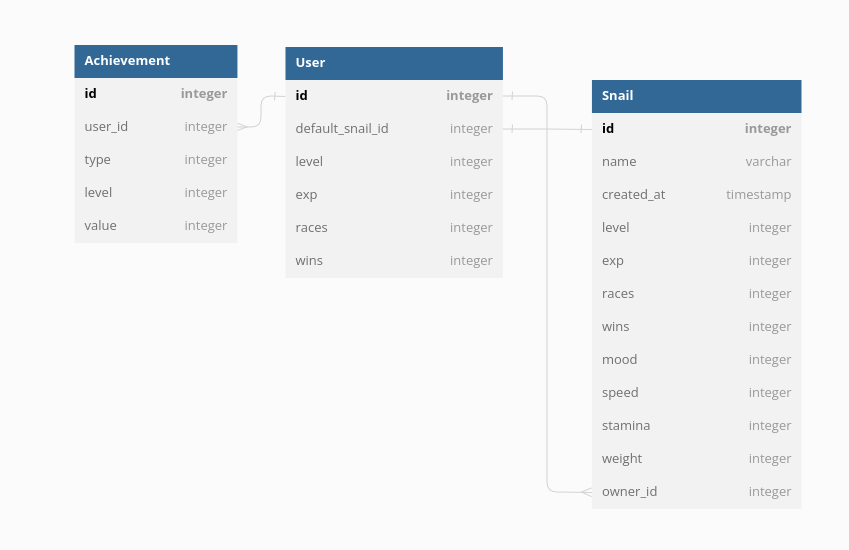 Achievement
id integer
user_id integer
type integer
level integer
value integer
User
id integer
default_snail_id integer
level integer
exp integer
races integer
wins integer
Snail
id integer
name varchar
created_at timestamp
level integer
exp integer
races integer
wins integer
mood integer
speed integer
stamina integer
weight integer
owner_id integer